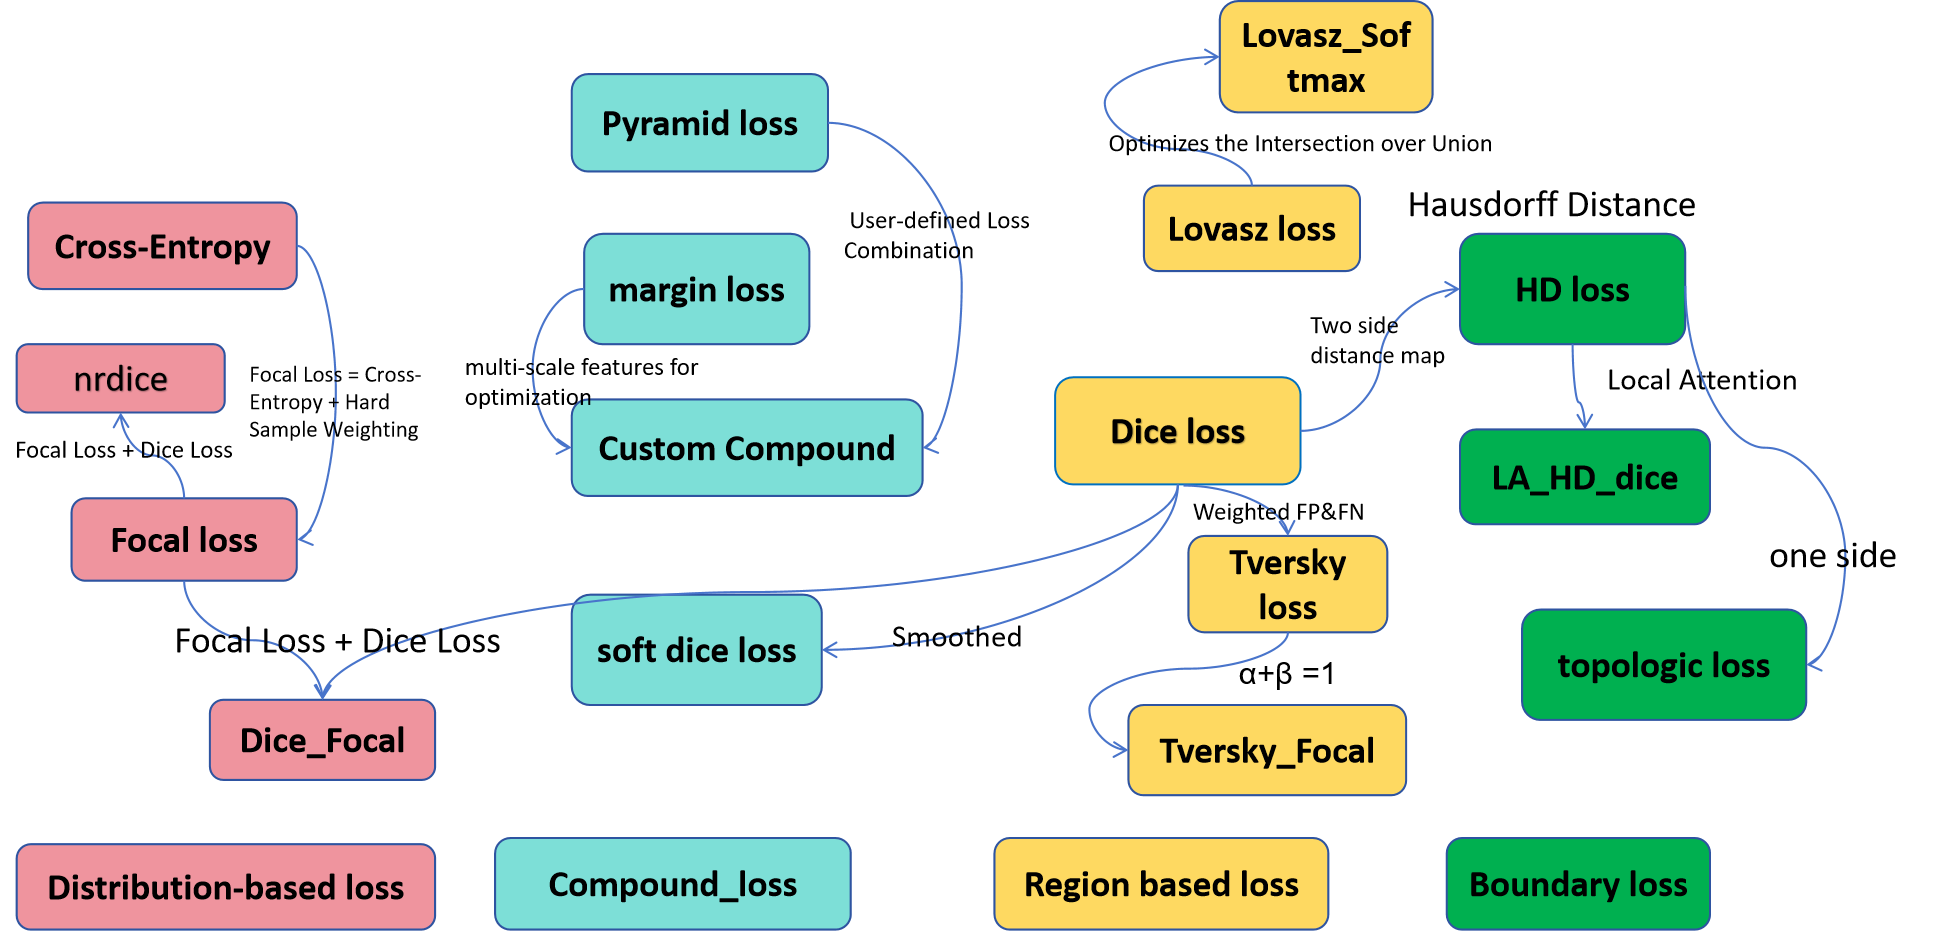 Lovasz_Sof
tmax
Pyramid loss
Optimizes the Intersection over Union
User-defined Loss
Combination
Lovasz loss
Hausdorff Distance
Cross-Entropy
margin loss
HD loss
Two side
distance map
nrdice
Focal Loss = Cross-
Entropy + Hard
Sample Weighting
multi-scale features for
optimization
Local Attention
Focal Loss + Dice Loss
Custom Compound
Dice loss
LA_HD_dice
Weighted FP&FN
Focal loss
Tversky
loss
one side
Focal Loss + Dice Loss
soft dice loss
Smoothed
α+β =1
topologic loss
Dice_Focal
Tversky_Focal
Distribution-based loss
Compound_loss
Region based loss
Boundary loss